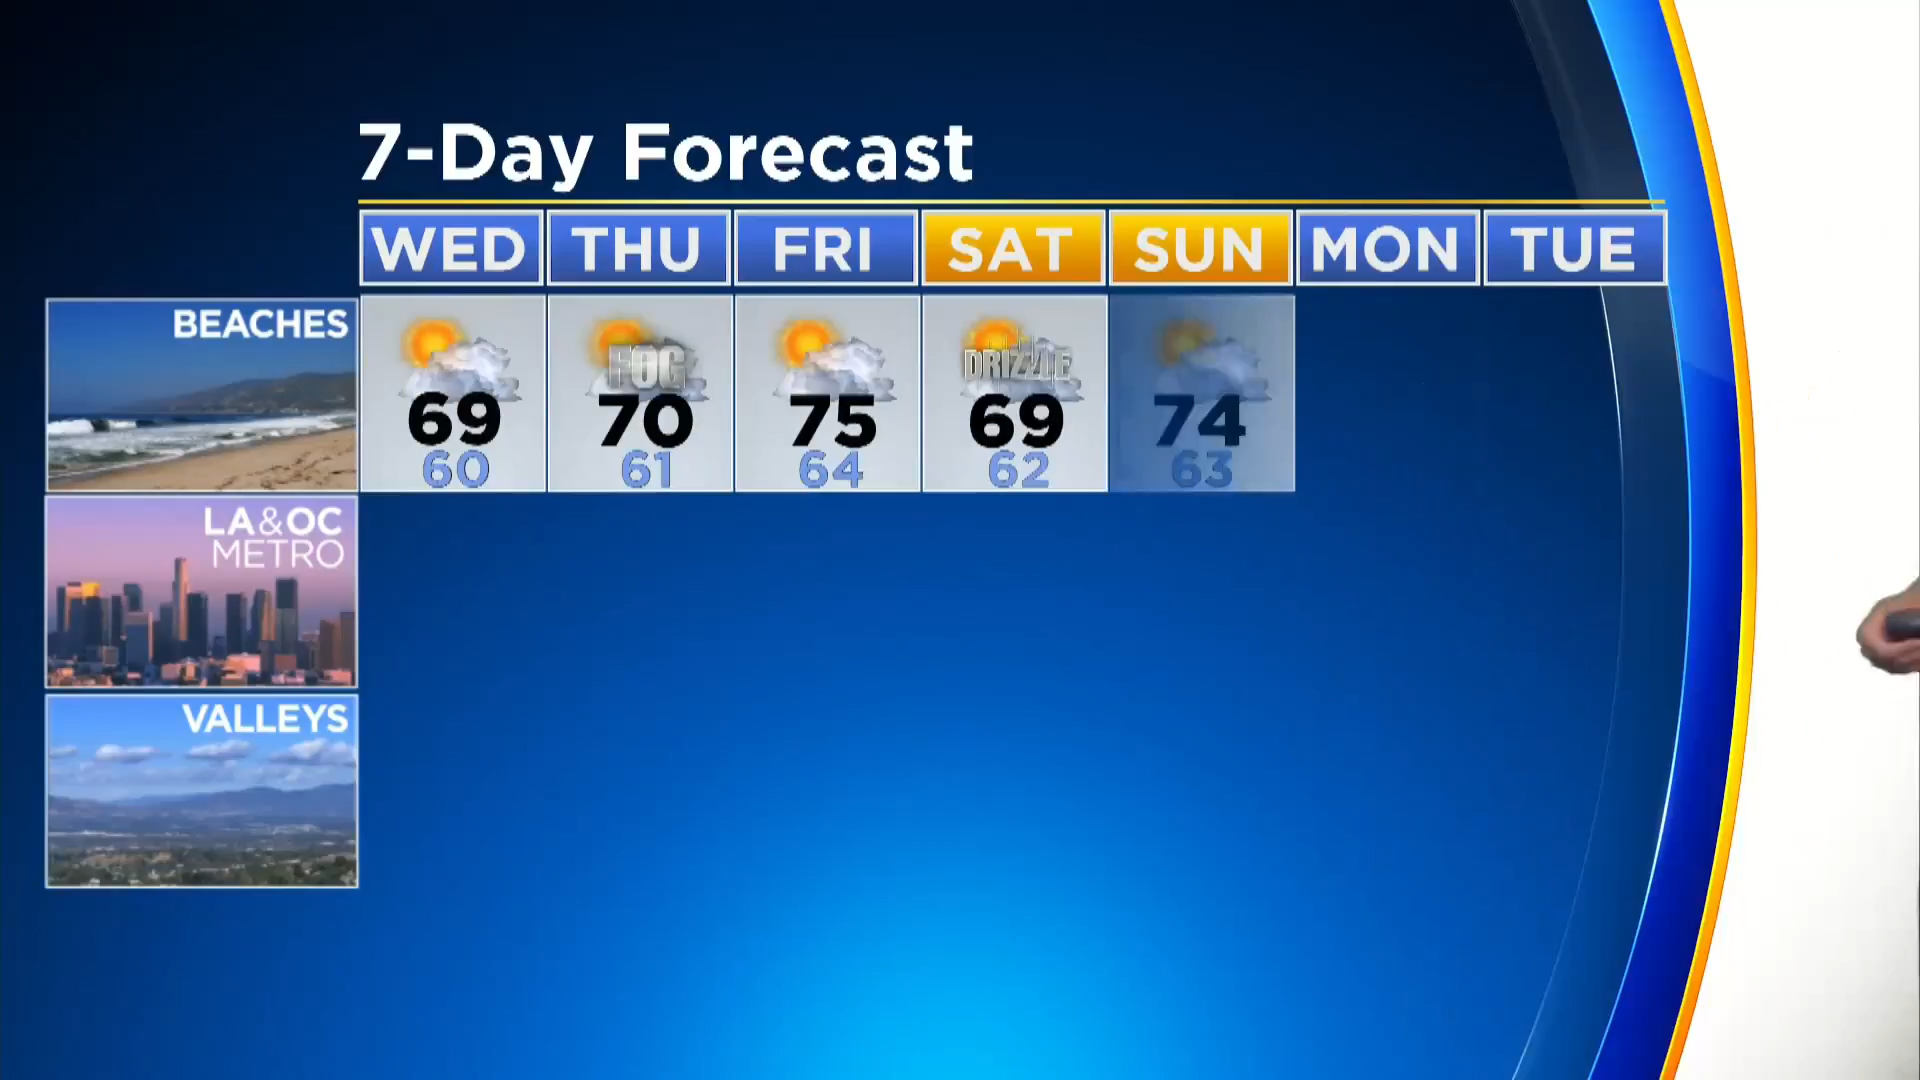 7-Day Forecast
WED THU FRI SAT SUN MON TUE
BEACHES
FOG DRIZZLE
69 70 75 69 74
60 61 64 62 63
LA&OC
METRO
VALLEYS